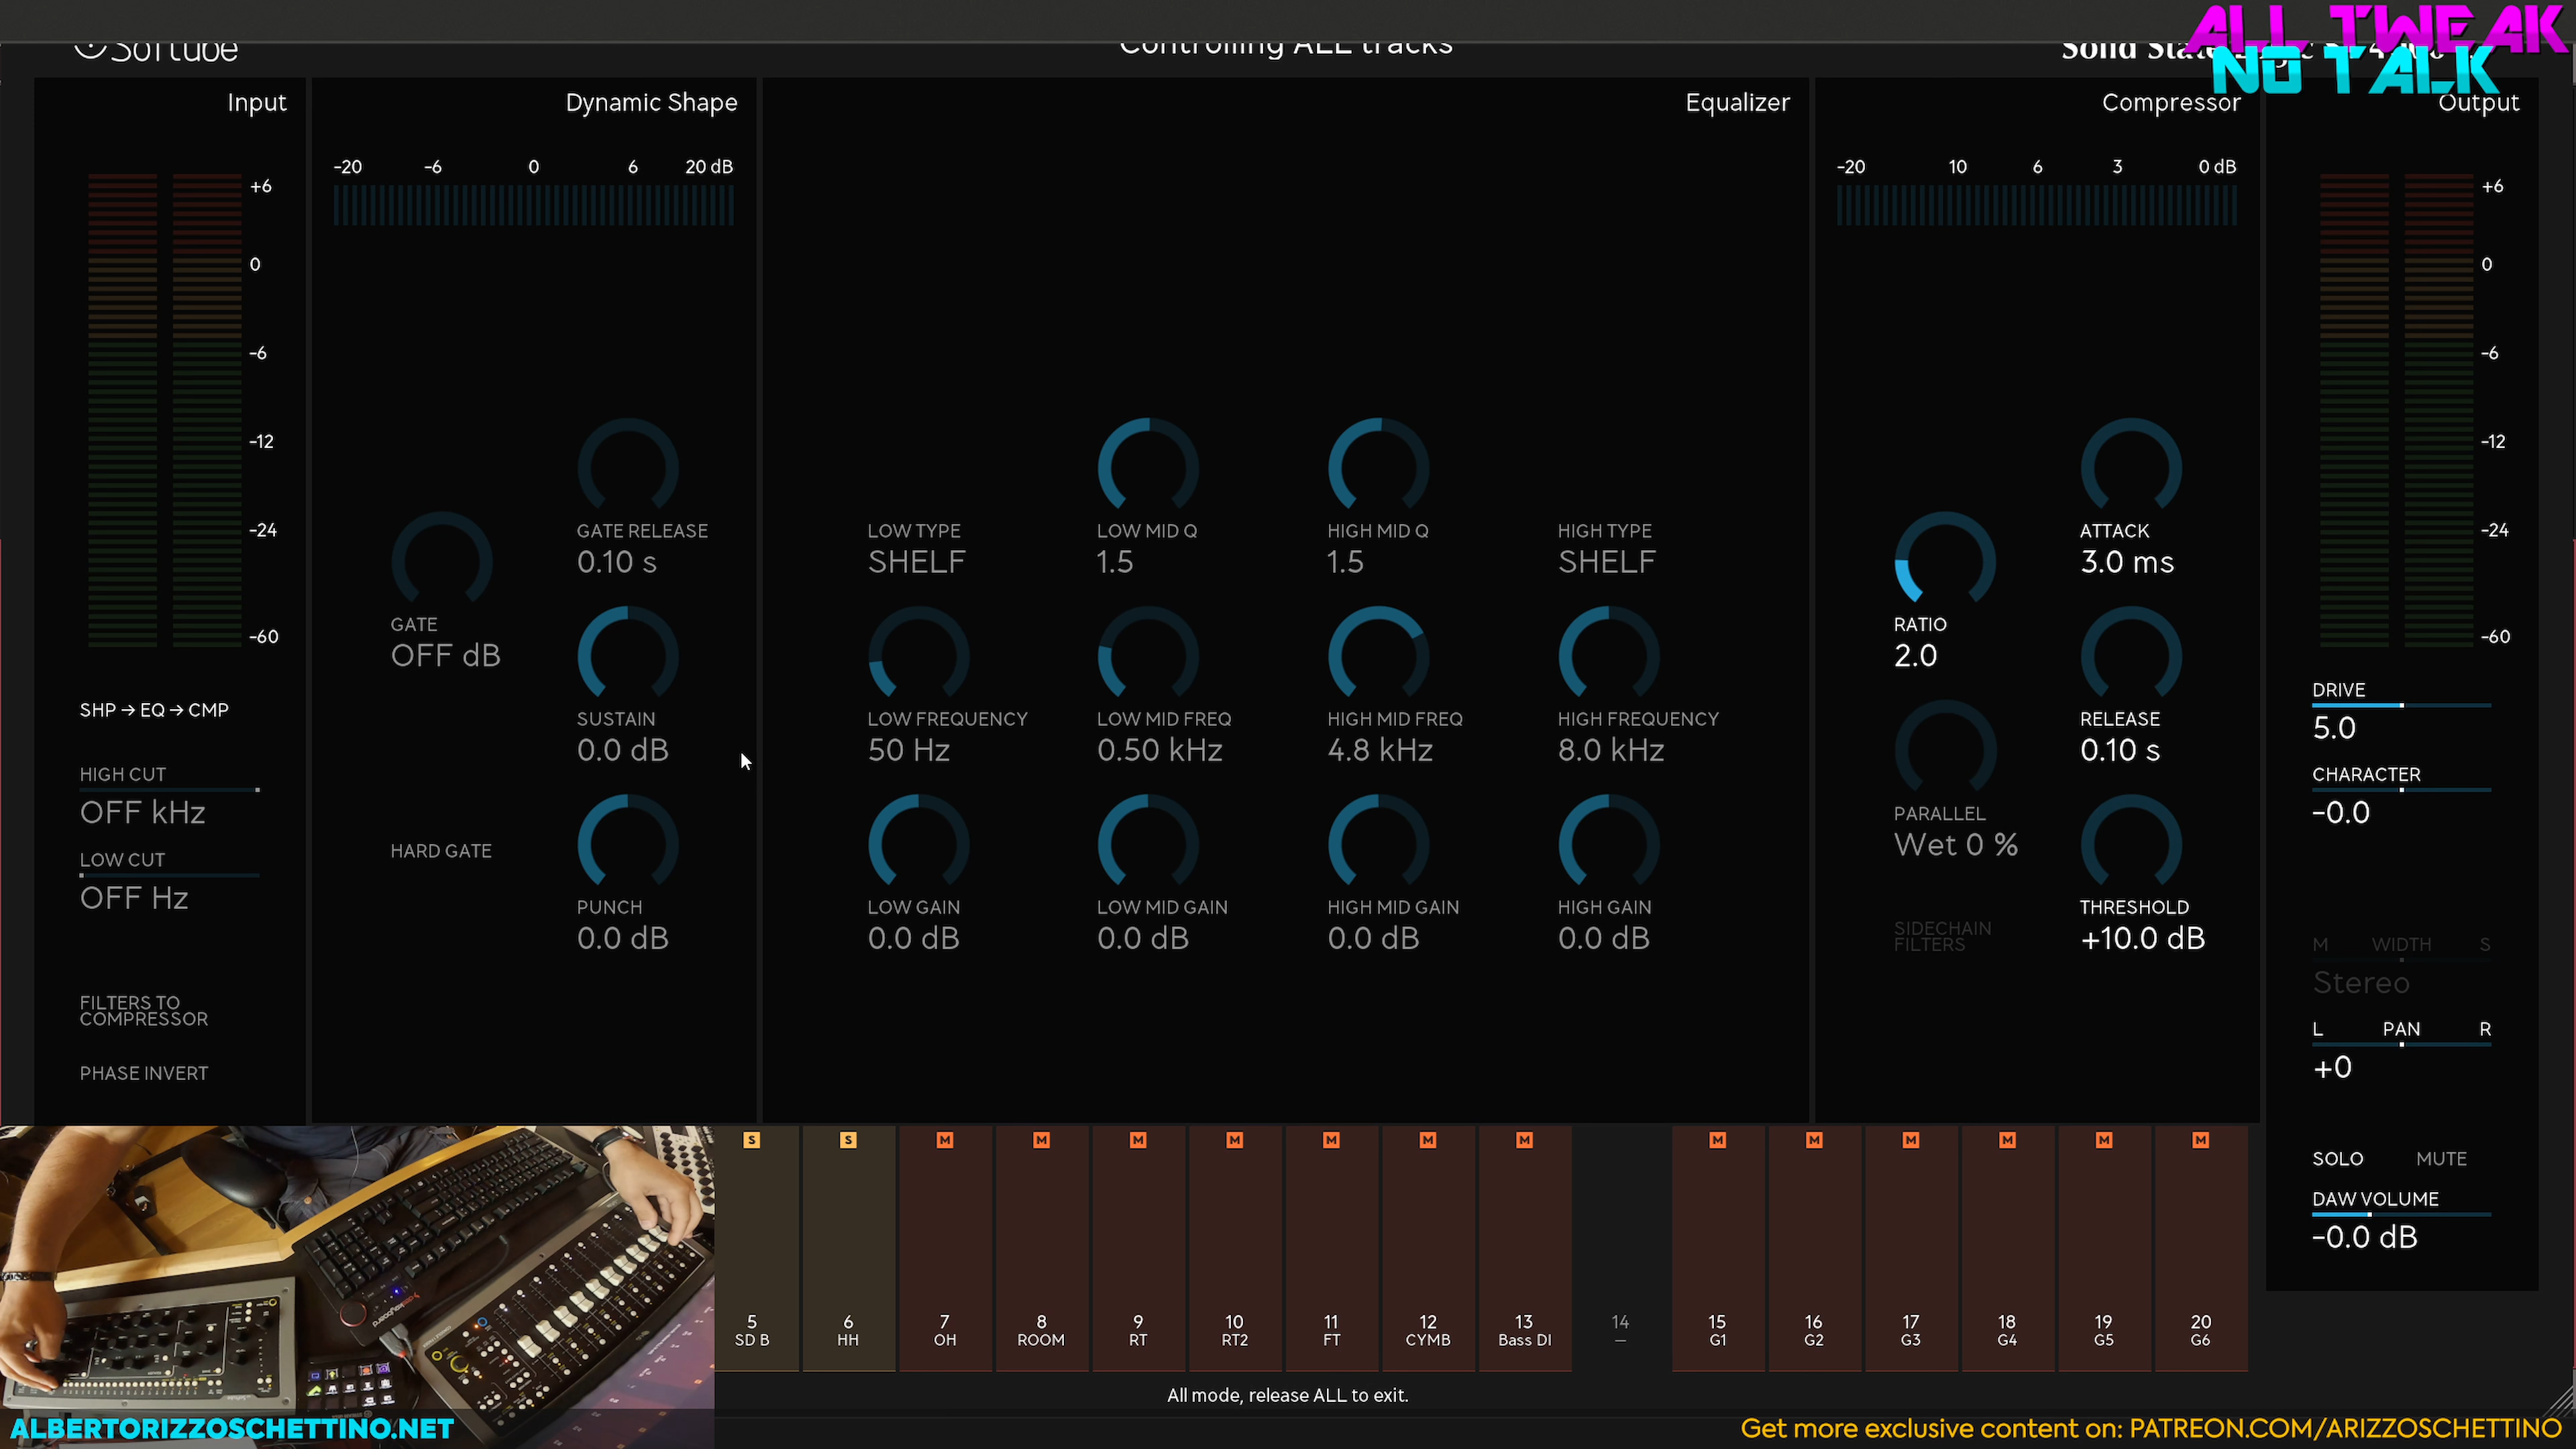 ALL TWEAK
NO TALK
Softube
Controlling ALL tracks
Solid State
Input
Dynamic Shape
Equalizer
Compressor
Output
-20 -6 0 6 20 dB
-20 10 6 3 0 dB
+6
0
-6
-12
-24
-60
+6
0
-6
-12
-24
-60
SHP → EQ → CMP
HIGH CUT
OFF kHz
LOW CUT
OFF Hz
FILTERS TO
COMPRESSOR
PHASE INVERT
GATE RELEASE
0.10 s
GATE
OFF dB
SUSTAIN
0.0 dB
HARD GATE
PUNCH
0.0 dB
LOW TYPE
SHELF
LOW MID Q
1.5
HIGH MID Q
1.5
HIGH TYPE
SHELF
LOW FREQUENCY
50 Hz
LOW MID FREQ
0.50 kHz
HIGH MID FREQ
4.8 kHz
HIGH FREQUENCY
8.0 kHz
LOW GAIN
0.0 dB
LOW MID GAIN
0.0 dB
HIGH MID GAIN
0.0 dB
HIGH GAIN
0.0 dB
ATTACK
3.0 ms
RATIO
2.0
RELEASE
0.10 s
PARALLEL
Wet 0 %
THRESHOLD
+10.0 dB
SIDECHAIN
FILTERS
DRIVE
5.0
CHARACTER
-0.0
M WIDTH S
Stereo
L PAN R
+0
SOLO MUTE
DAW VOLUME
-0.0 dB
S S M M M M M M M M M M M M M
5 6 7 8 9 10 11 12 13 14 15 16 17 18 19 20
SD B HH OH ROOM RT RT2 FT CYMB Bass DI – G1 G2 G3 G4 G5 G6
All mode, release ALL to exit.
ALBERTORIZZOSCHETTINO.NET
Get more exclusive content on: PATREON.COM/ARIZZOSCHETTINO